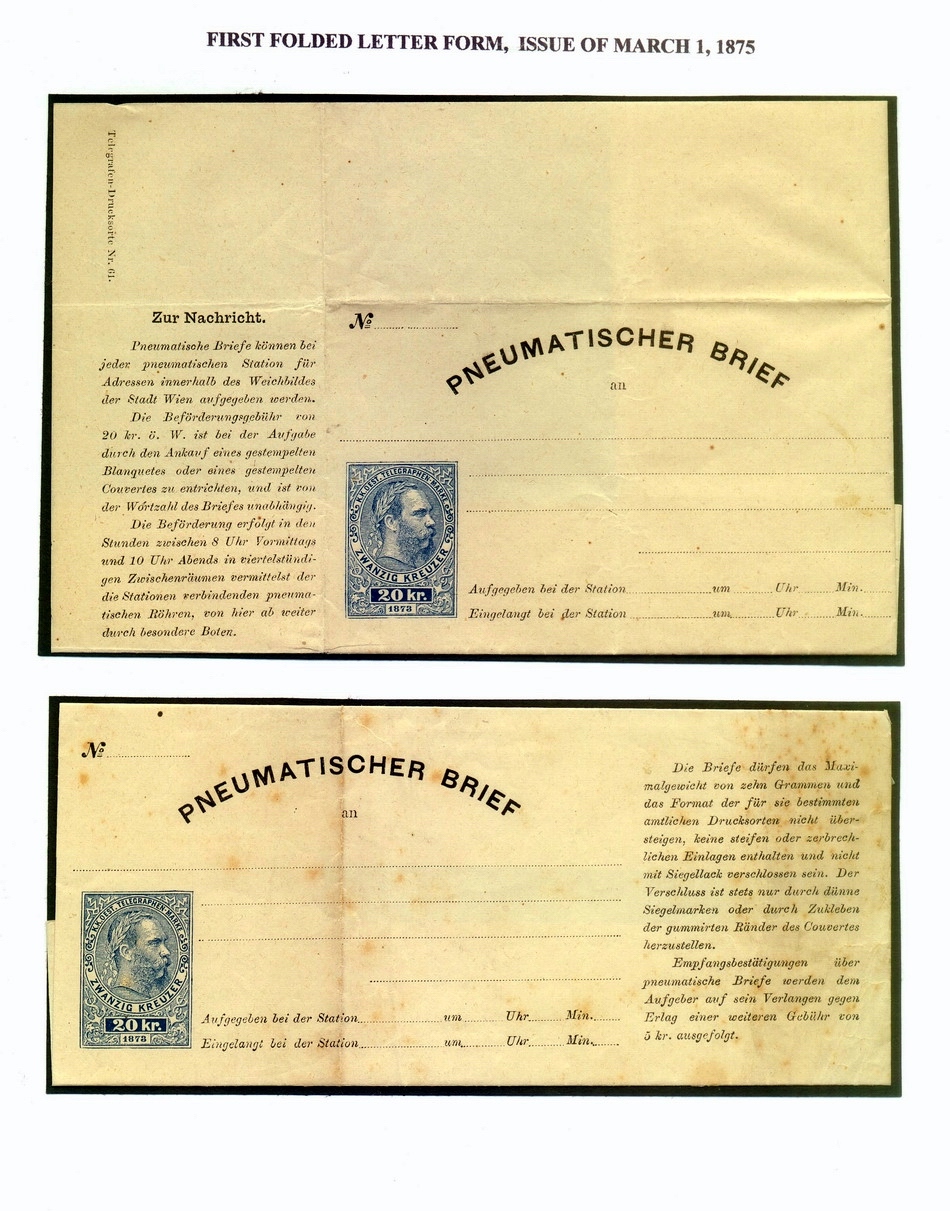 FIRST FOLDED LETTER FORM, ISSUE OF MARCH 1, 1875
Telegrafen-Drucksorte Nr. 61.
Zur Nachricht.
Pneumatische Briefe können bei
jeder pneumatischen Station für
Adressen innerhalb des Weichbildes
der Stadt Wien aufgegeben werden.
Die Beförderungsgebühr von
20 kr. ö. W. ist bei der Aufgabe
durch den Ankauf eines gestempelten
Blanquetes oder eines gestempelten
Couvertes zu entrichten, und ist von
der Wortzahl des Briefes unabhängig.
Die Beförderung erfolgt in den
Stunden zwischen 8 Uhr Vormittags
und 10 Uhr Abends in viertelstündi-
gen Zwischenräumen vermittelst der
die Stationen verbindenden pneuma-
tischen Röhren, von hier ab weiter
durch besondere Boten.
№
PNEUMATISCHER BRIEF
an
K.K. OEST. TELEGRAPHEN-MARKE
ZWANZIG KREUZER
20 kr.
1873
Aufgegeben bei der Station um Uhr Min.
Eingelangt bei der Station um Uhr Min.
№
PNEUMATISCHER BRIEF
an
K.K. OEST. TELEGRAPHEN-MARKE
ZWANZIG KREUZER
20 kr.
1873
Aufgegeben bei der Station um Uhr Min.
Eingelangt bei der Station um Uhr Min.
Die Briefe dürfen das Maxi-
malgewicht von zehn Grammen und
das Format der für sie bestimmten
amtlichen Drucksorten nicht über-
steigen, keine steifen oder zerbrech-
lichen Einlagen enthalten und nicht
mit Siegellack verschlossen sein. Der
Verschluss ist stets nur durch dünne
Siegelmarken oder durch Zukleben
der gummirten Ränder des Couvertes
herzustellen.
Empfangsbestätigungen über
pneumatische Briefe werden dem
Aufgeber auf sein Verlangen gegen
Erlag einer weiteren Gebühr von
5 kr. ausgefolgt.